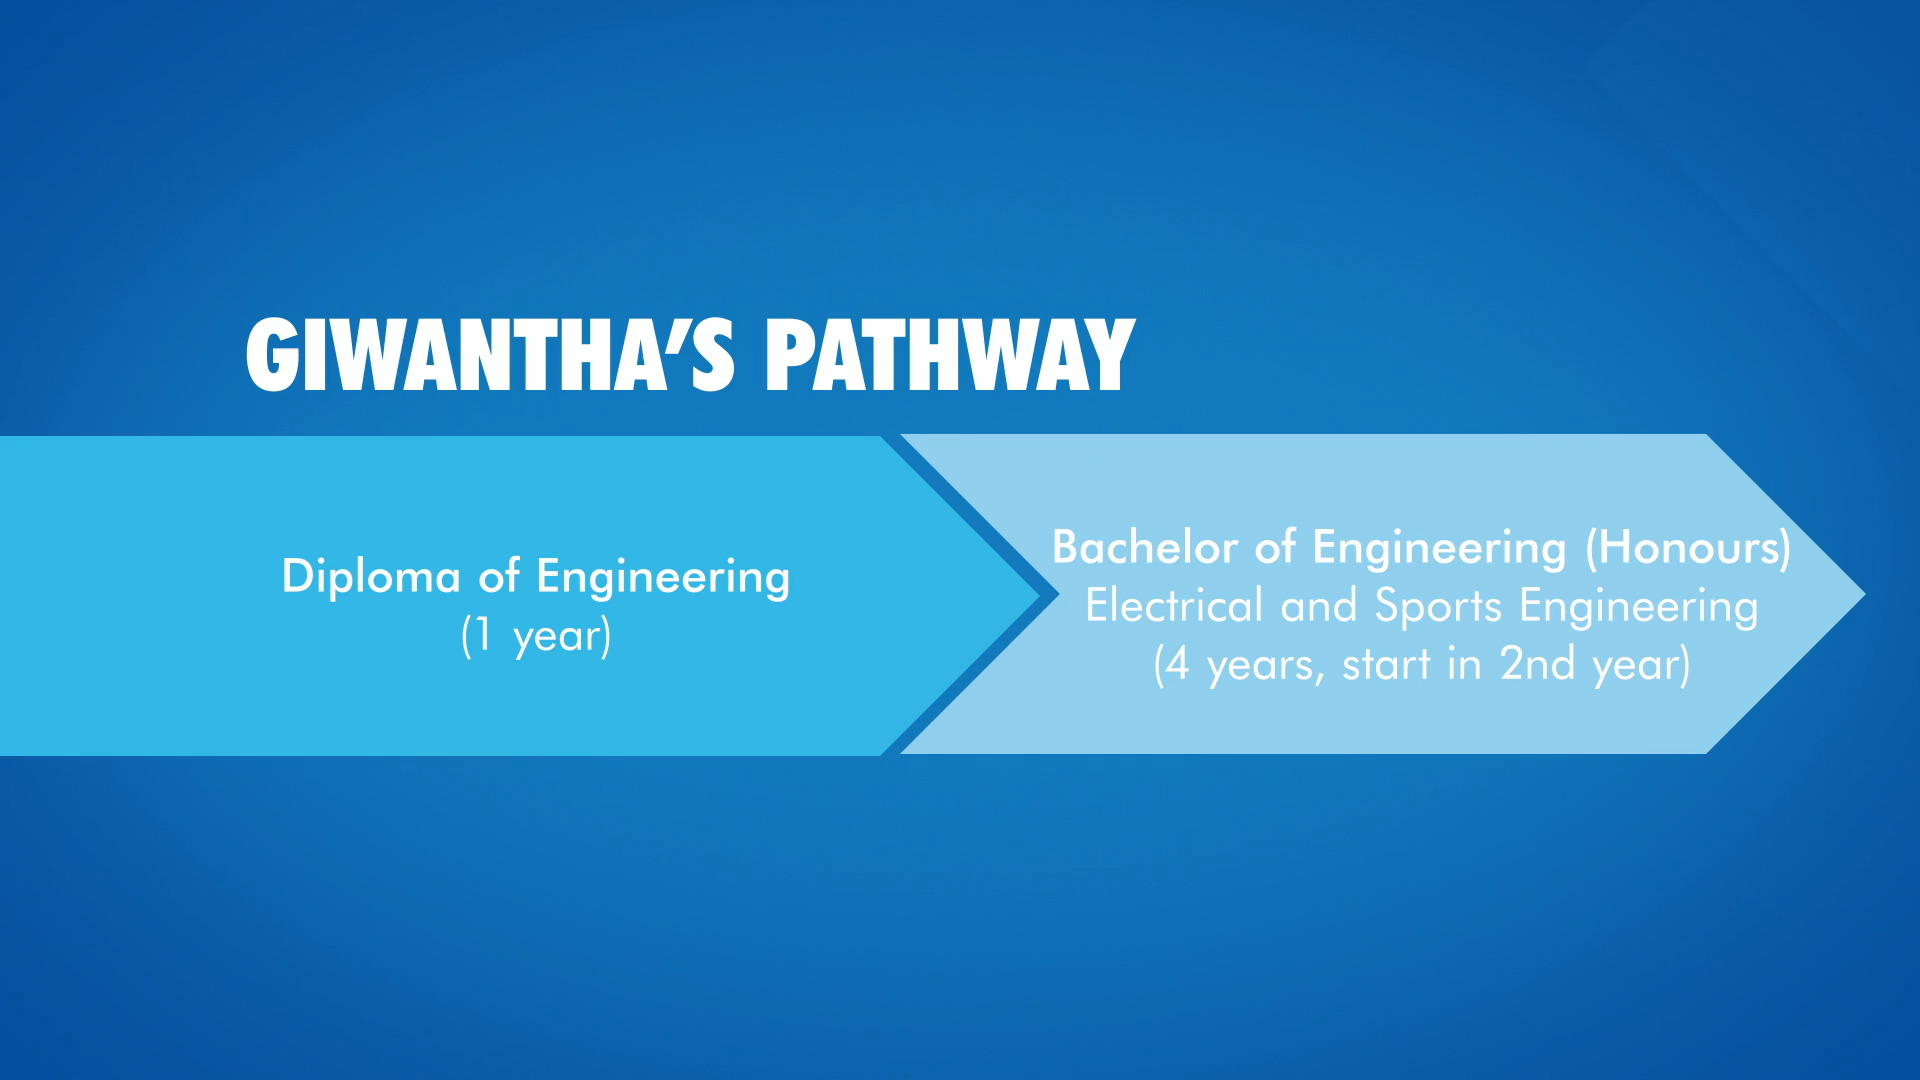 GIWANTHA’S PATHWAY
Diploma of Engineering
(1 year)
Bachelor of Engineering (Honours)
Electrical and Sports Engineering
(4 years, start in 2nd year)